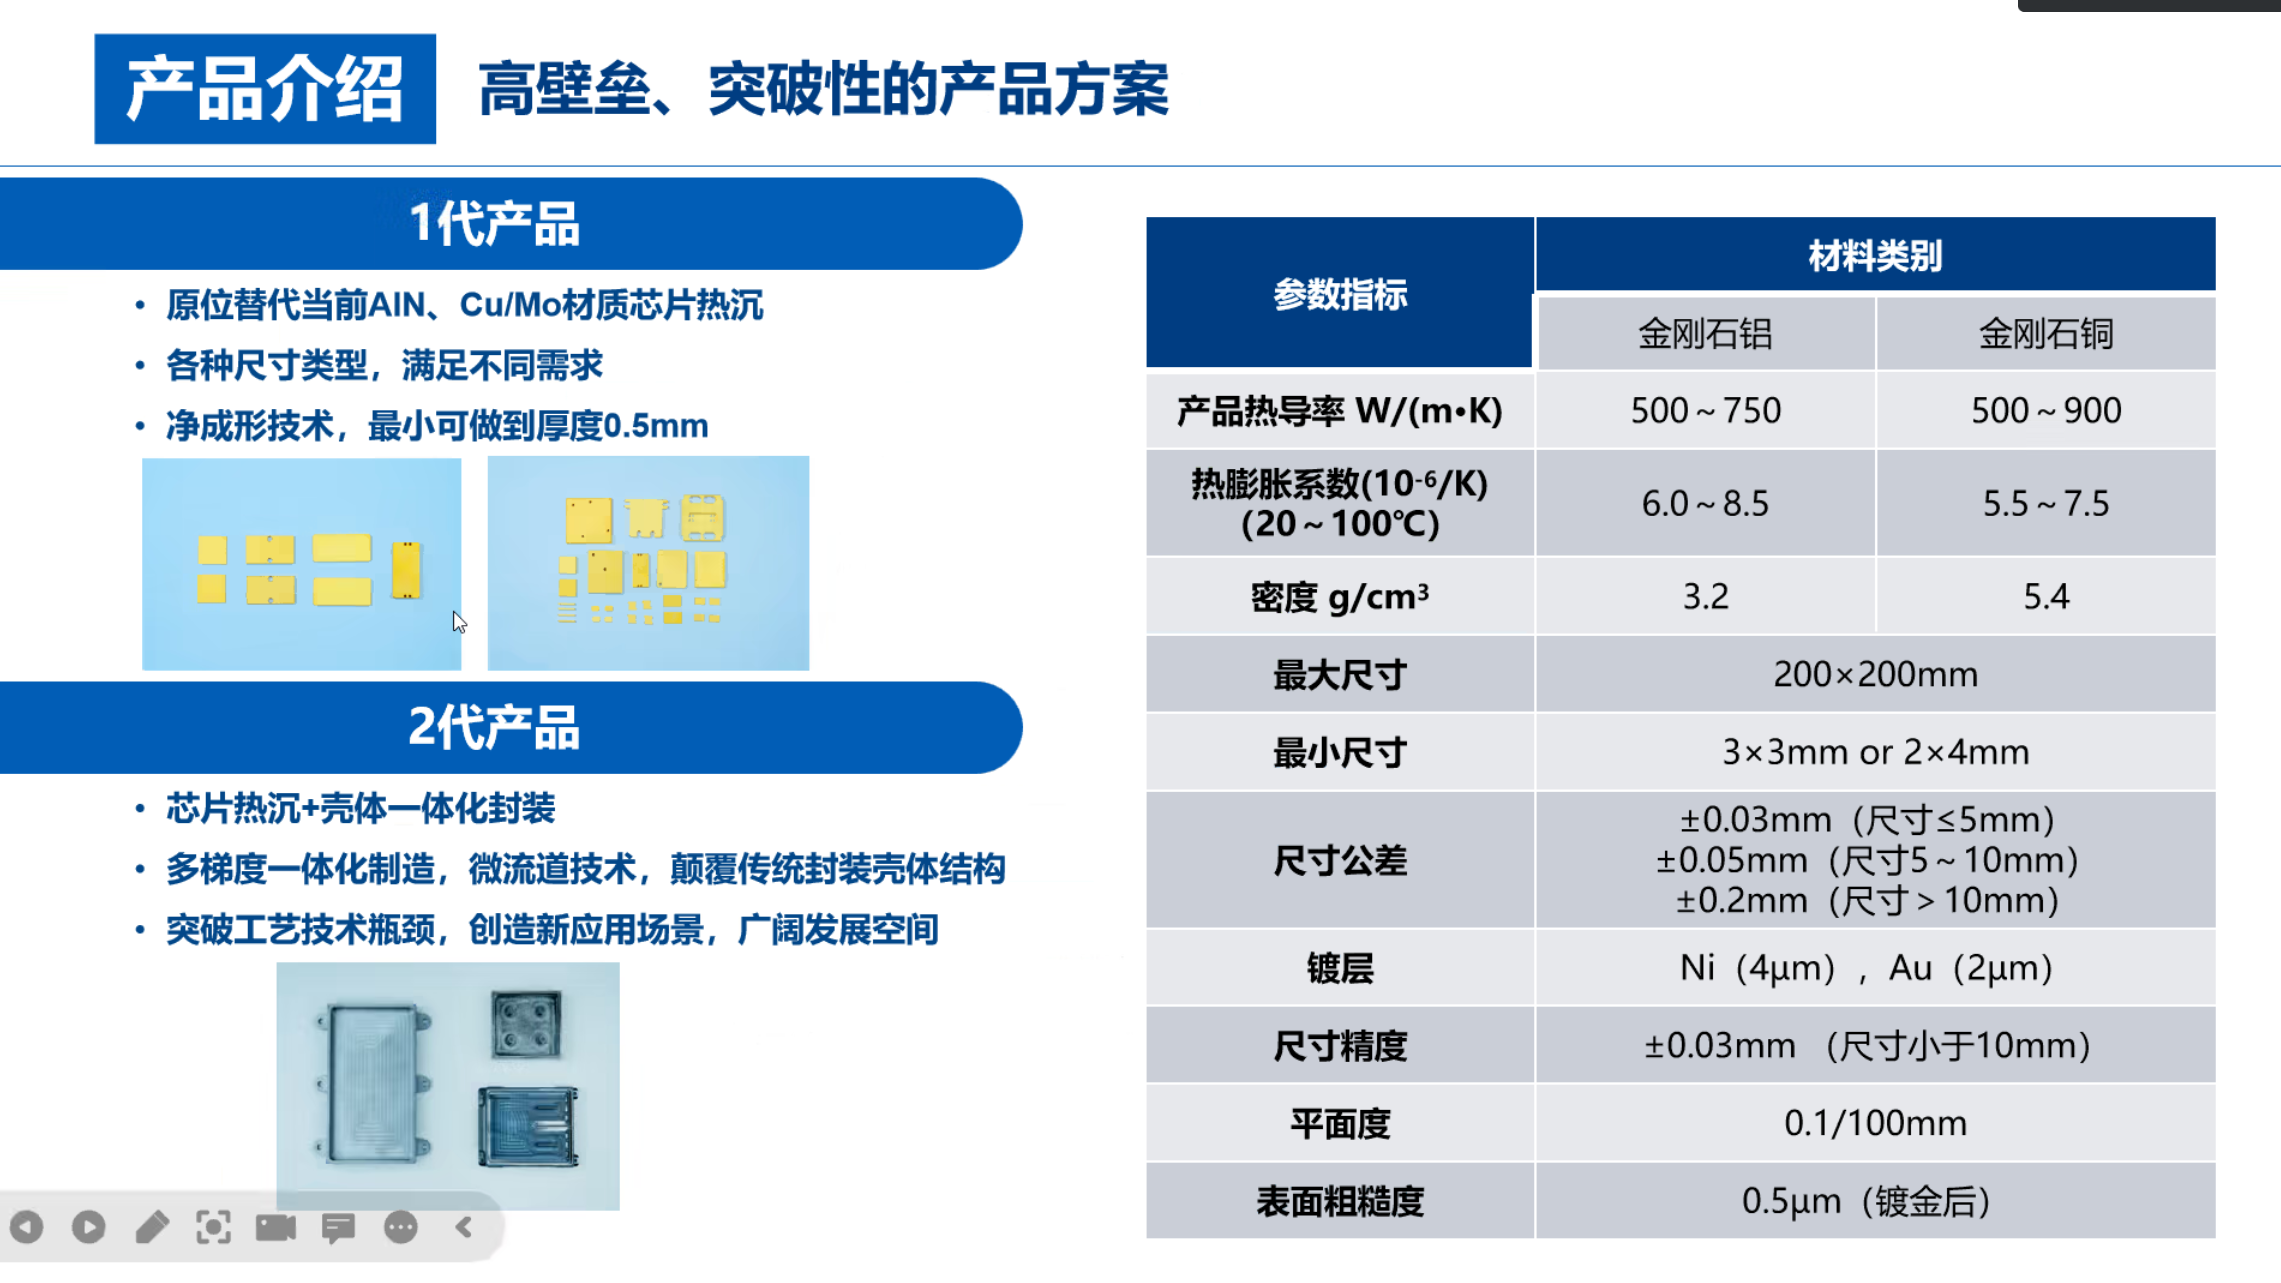 产品介绍
高壁垒、突破性的产品方案
1代产品
• 原位替代当前AlN、Cu/Mo材质芯片热沉
• 各种尺寸类型，满足不同需求
• 净成形技术，最小可做到厚度0.5mm
2代产品
• 芯片热沉+壳体一体化封装
• 多梯度一体化制造，微流道技术，颠覆传统封装壳体结构
• 突破工艺技术瓶颈，创造新应用场景，广阔发展空间
参数指标
材料类别
金刚石铝
金刚石铜
产品热导率 W/(m•K)
500～750
500～900
热膨胀系数(10⁻⁶/K)
(20～100℃)
6.0～8.5
5.5～7.5
密度 g/cm³
3.2
5.4
最大尺寸
200×200mm
最小尺寸
3×3mm or 2×4mm
尺寸公差
±0.03mm（尺寸≤5mm）
±0.05mm（尺寸5～10mm）
±0.2mm（尺寸＞10mm）
镀层
Ni（4μm），Au（2μm）
尺寸精度
±0.03mm （尺寸小于10mm）
平面度
0.1/100mm
表面粗糙度
0.5μm（镀金后）